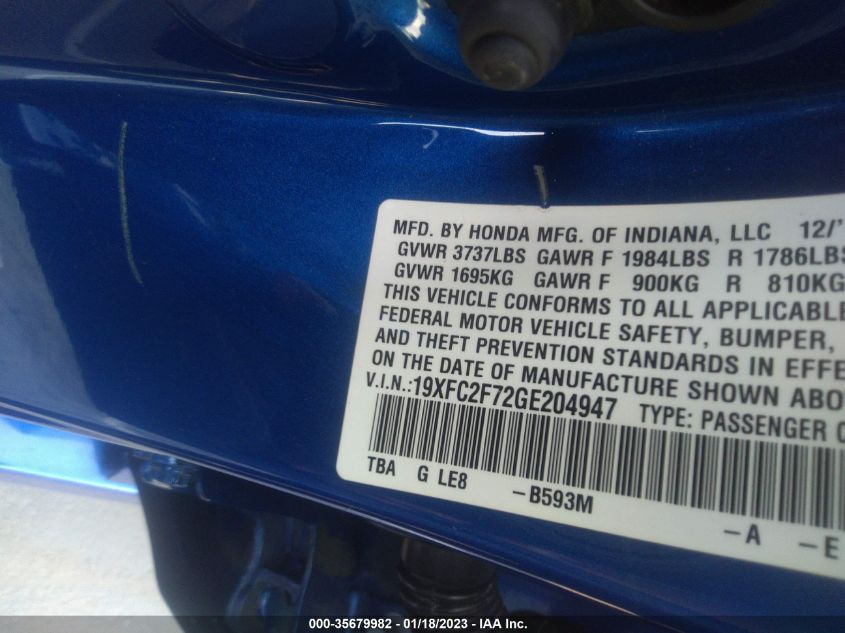 MFD. BY HONDA MFG. OF INDIANA, LLC 12/'
GVWR 3737LBS GAWR F 1984LBS R 1786LBS
GVWR 1695KG GAWR F 900KG R 810KG
THIS VEHICLE CONFORMS TO ALL APPLICABLE
FEDERAL MOTOR VEHICLE SAFETY, BUMPER,
AND THEFT PREVENTION STANDARDS IN EFFE
ON THE DATE OF MANUFACTURE SHOWN ABO
V.I.N.: 19XFC2F72GE204947 TYPE: PASSENGER C
TBA G LE8 -B593M -A -E
000-35679982 - 01/18/2023 - IAA Inc.